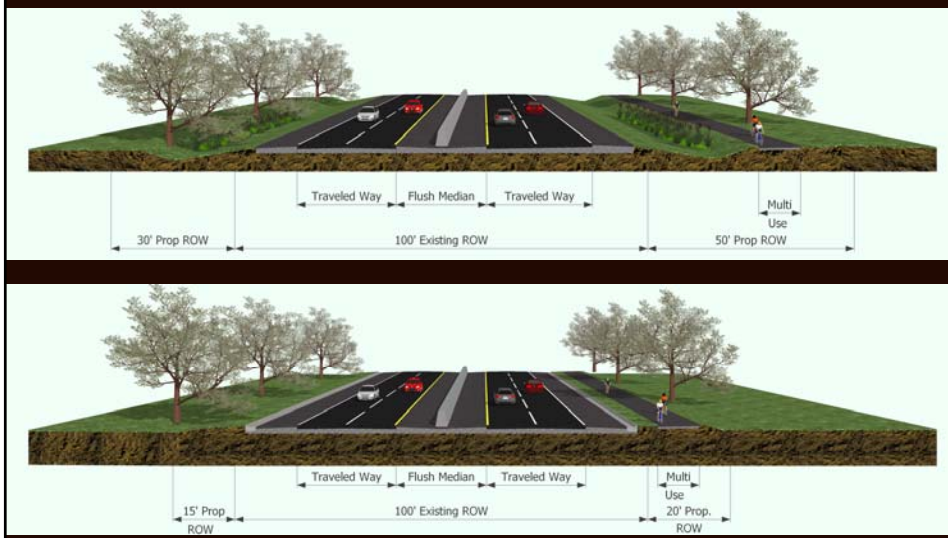 Traveled Way Flush Median Traveled Way
Multi
Use
30' Prop ROW 100' Existing ROW 50' Prop ROW
Traveled Way Flush Median Traveled Way Multi
Use
15' Prop 100' Existing ROW 20' Prop.
ROW ROW